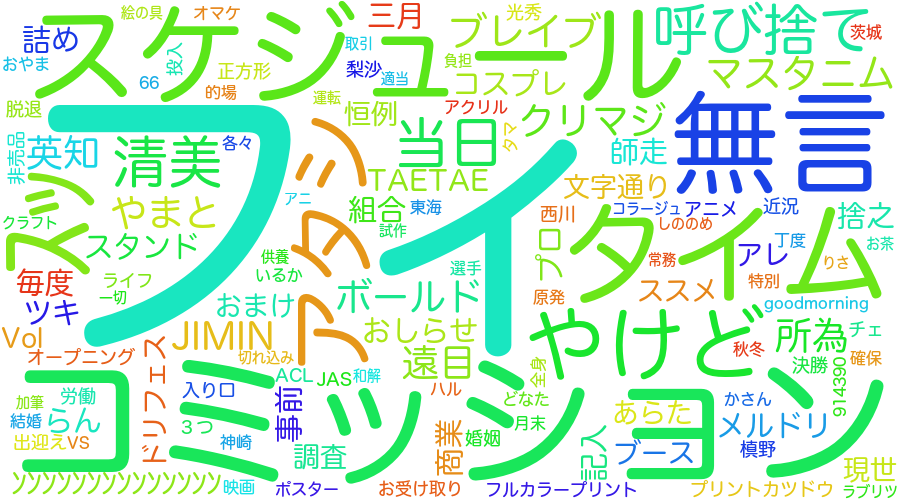 絵の具
オマケ
三月
光秀
ブレイブ
呼び捨て
茨城
スケジュール
詰め
おやま
66
投入
正方形
的場
取引
梨沙
適当
負担
コスプレ
マスタニム
脱退
非売品
英知
清美
各々
アタシ
運転
恒例
アクリル
当日
タマ
クリマジ
師走
無言
フィ
マジ
クラフト
やまと
スタンド
アニ
TAETAE
組合
東海
試作
文字通り
西川
コラージュ
アニメ
しののめ
近況
捨之
お茶
丁度
毎度
ツキ
ライフ
一切
おまけ
供養
いるか
ボールド
選手
プロ
原発
タイム
常務
アレ
特別
りさ
ススメ
goodmorning
Vol
オープニング
JIMIN
切れ込み
おしらせ
遠目
やけど
秋冬
所為
チェ
決勝
確保
914390
コミッション
労働
加筆
結婚
らん
出迎え
VS
ドリフェス
入り口
3つ
神崎
映画
ACL
事前
JAS
和解
調査
ポスター
ハル
お受け取り
商業
どなた
全身
月末
婚姻
フルカラープリント
記入
あらた
ブース
かさん
メルドリ
槙野
プリントカツドウ
現世
ラブリツ
ソソソソソソソソソソソソソソソ